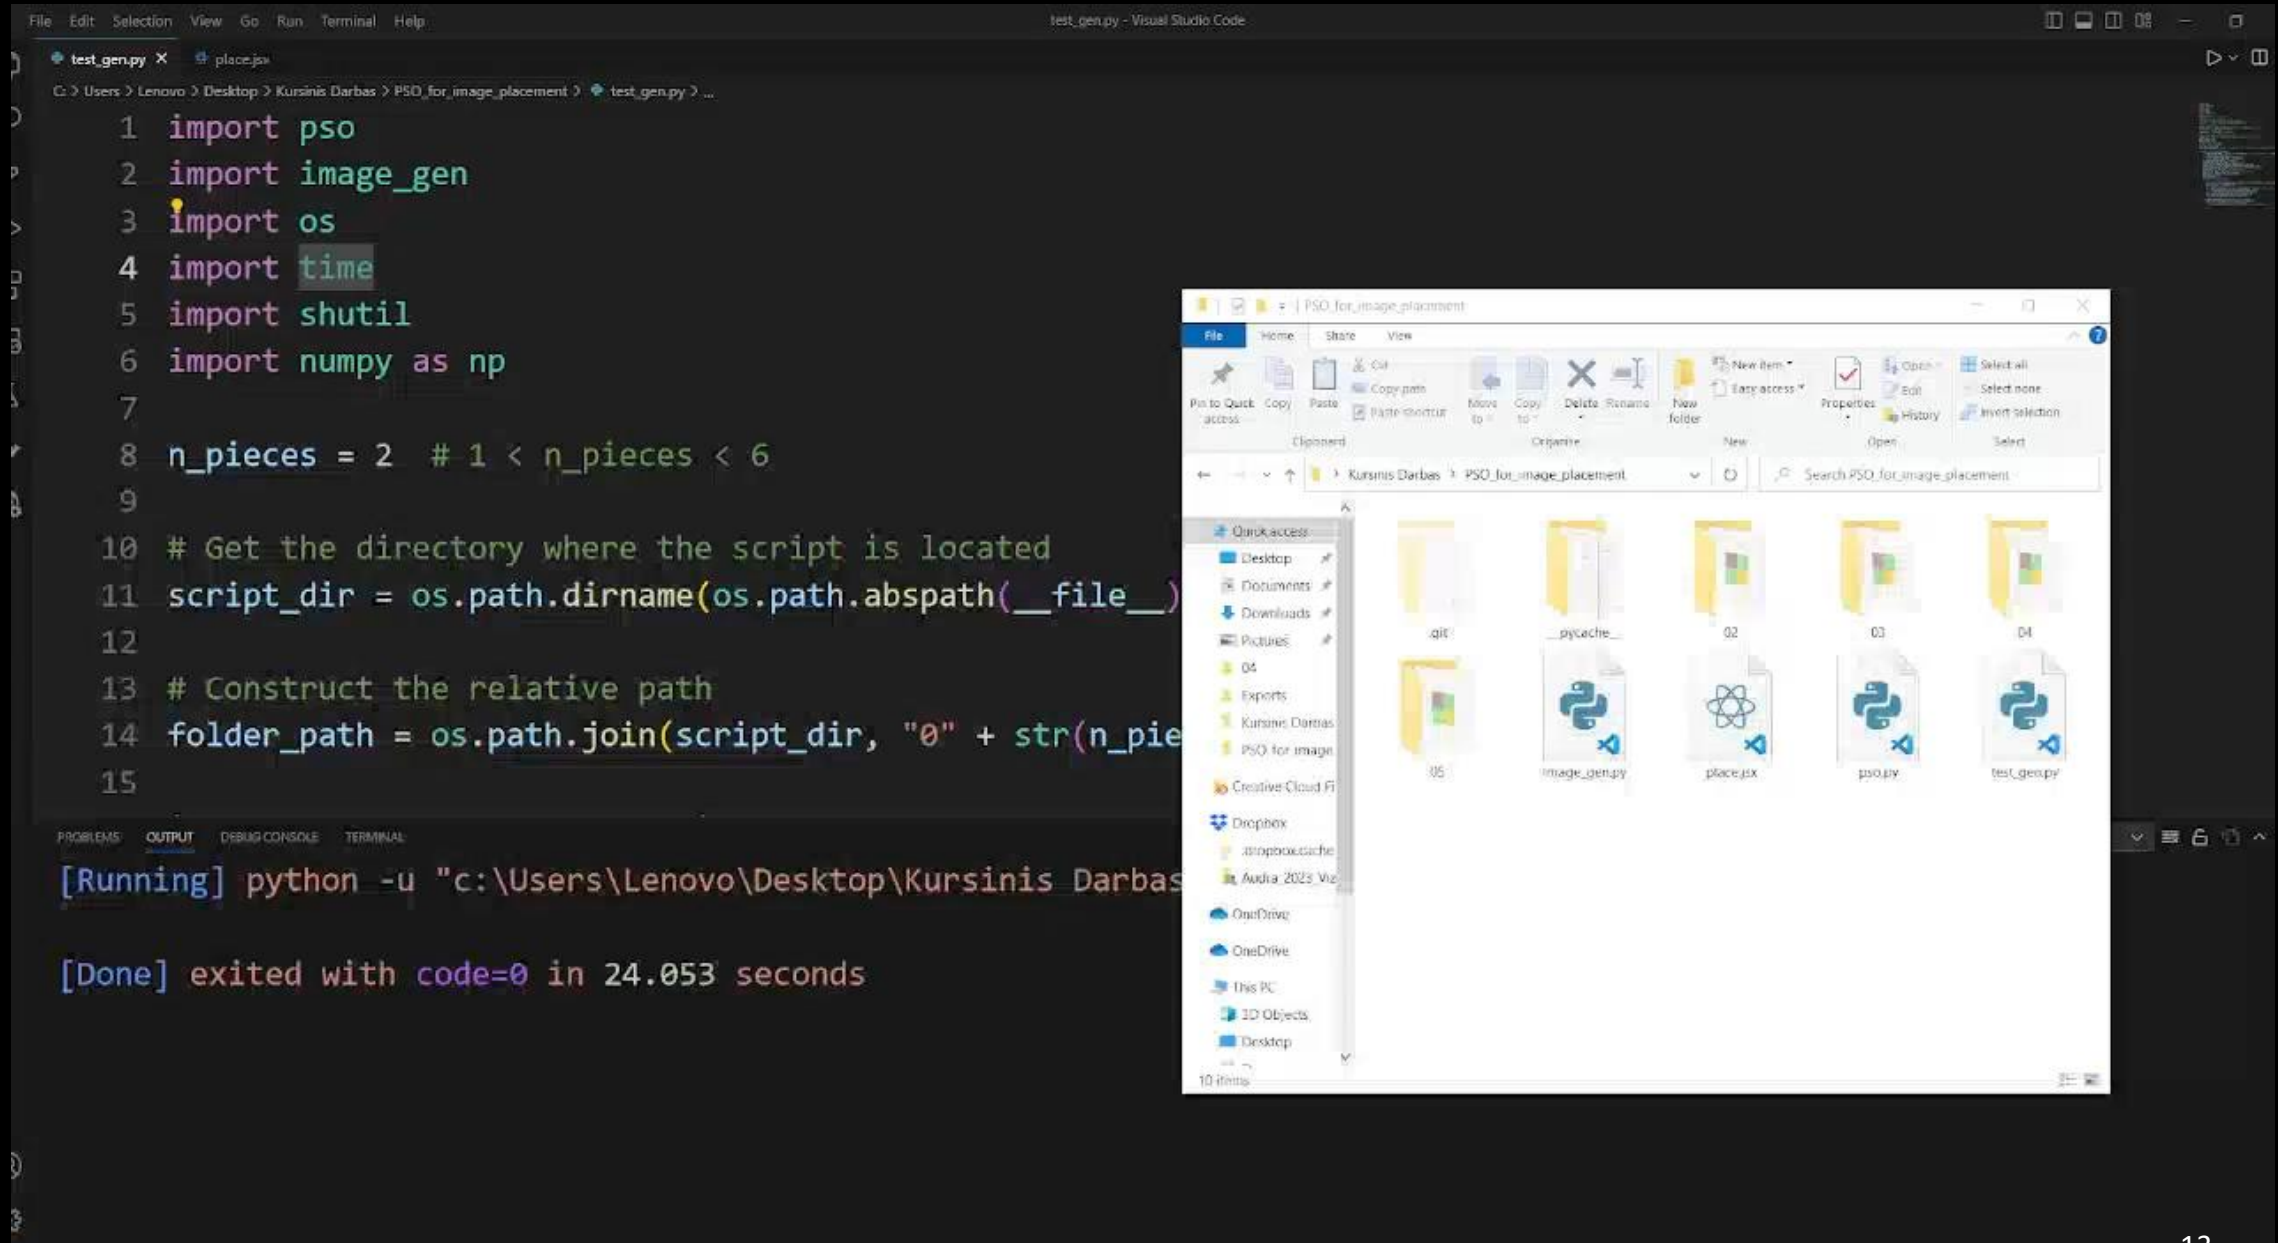 File Edit Selection View Go Run Terminal Help
test_gen.py - Visual Studio Code
test_gen.py place.jsx
C: > Users > Lenovo > Desktop > Kursinis Darbas > PSO_for_image_placement > test_gen.py > ...
1 import pso
2 import image_gen
3 import os
4 import time
5 import shutil
6 import numpy as np
7
8 n_pieces = 2 # 1 < n_pieces < 6
9
10 # Get the directory where the script is located
11 script_dir = os.path.dirname(os.path.abspath(__file__)
12
13 # Construct the relative path
14 folder_path = os.path.join(script_dir, "0" + str(n_pie
15
PROBLEMS OUTPUT DEBUG CONSOLE TERMINAL
[Running] python -u "c:\Users\Lenovo\Desktop\Kursinis Darbas
[Done] exited with code=0 in 24.053 seconds
PSO_for_image_placement
File Home Share View
Pin to Quick access
Copy
Paste
Cut
Copy path
Paste shortcut
Move to
Copy to
Delete
Rename
New folder
New item
Easy access
Properties
Open
Edit
History
Select all
Select none
Invert selection
Clipboard Organise New Open Select
Kursinis Darbas > PSO_for_image_placement
Search PSO_for_image_placement
Quick access
Desktop
Documents
Downloads
Pictures
04
Exports
Kursinis Darbas
PSO for image
Creative Cloud Fi
Dropbox
.dropbox.cache
Audra_2023_Viz
OneDrive
OneDrive
This PC
3D Objects
Desktop
.git __pycache__ 02 03 04
05 image_gen.py place.jsx pso.py test_gen.py
10 items